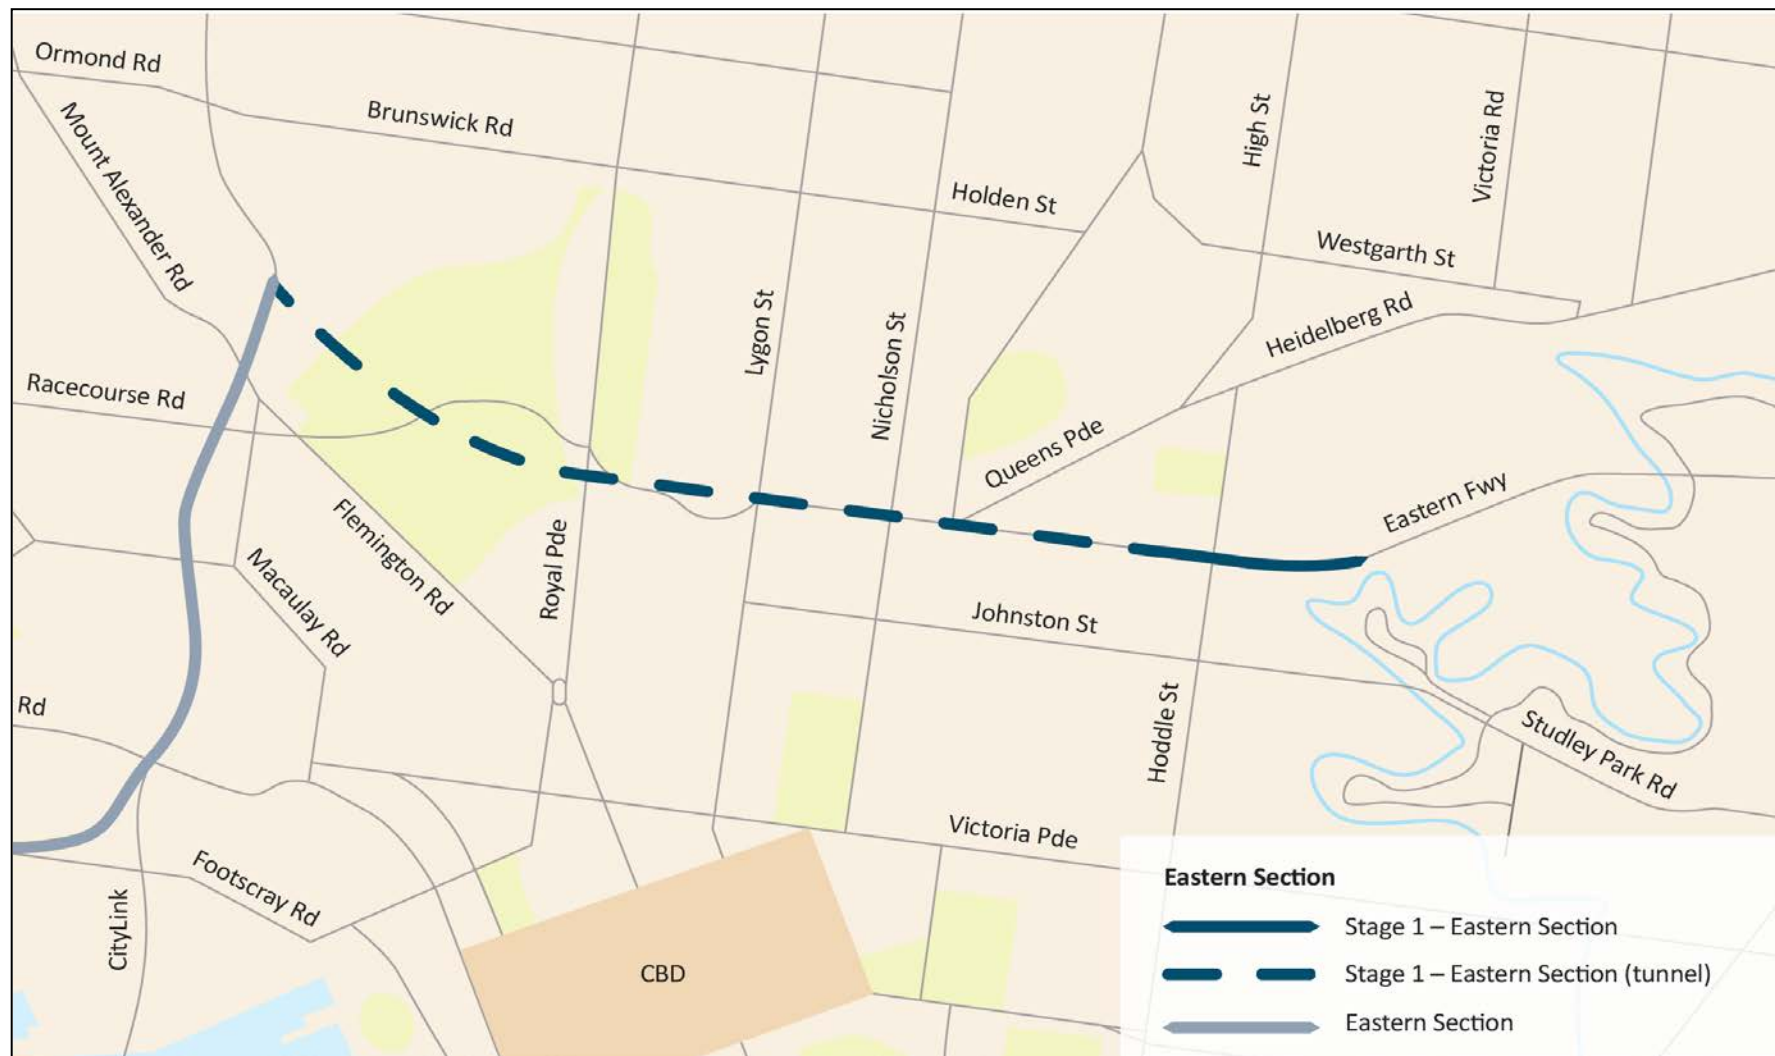 Ormond Rd
Brunswick Rd
Mount Alexander Rd
High St
Victoria Rd
Holden St
Westgarth St
Lygon St
Nicholson St
Heidelberg Rd
Racecourse Rd
Queens Pde
Eastern Fwy
Flemington Rd
Royal Pde
Macaulay Rd
Johnston St
Rd
Hoddle St
Studley Park Rd
Victoria Pde
Footscray Rd
CityLink
CBD
Eastern Section
Stage 1 – Eastern Section
Stage 1 – Eastern Section (tunnel)
Eastern Section